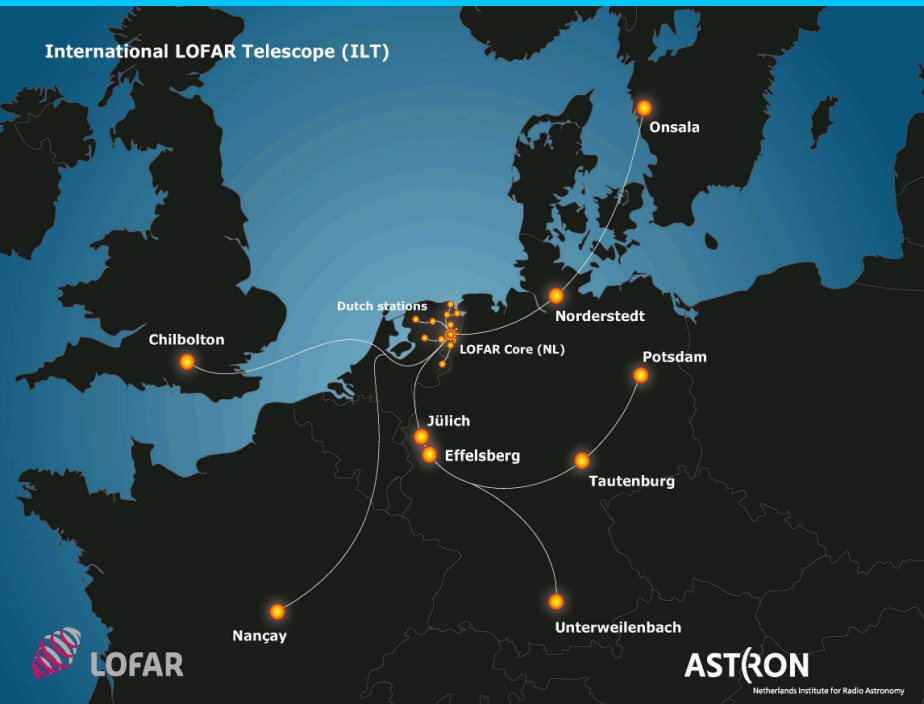 International LOFAR Telescope (ILT)
Onsala
Dutch stations
Norderstedt
Chilbolton
LOFAR Core (NL)
Potsdam
Jülich
Effelsberg
Tautenburg
Nançay
Unterweilenbach
LOFAR
ASTRON
Netherlands Institute for Radio Astronomy